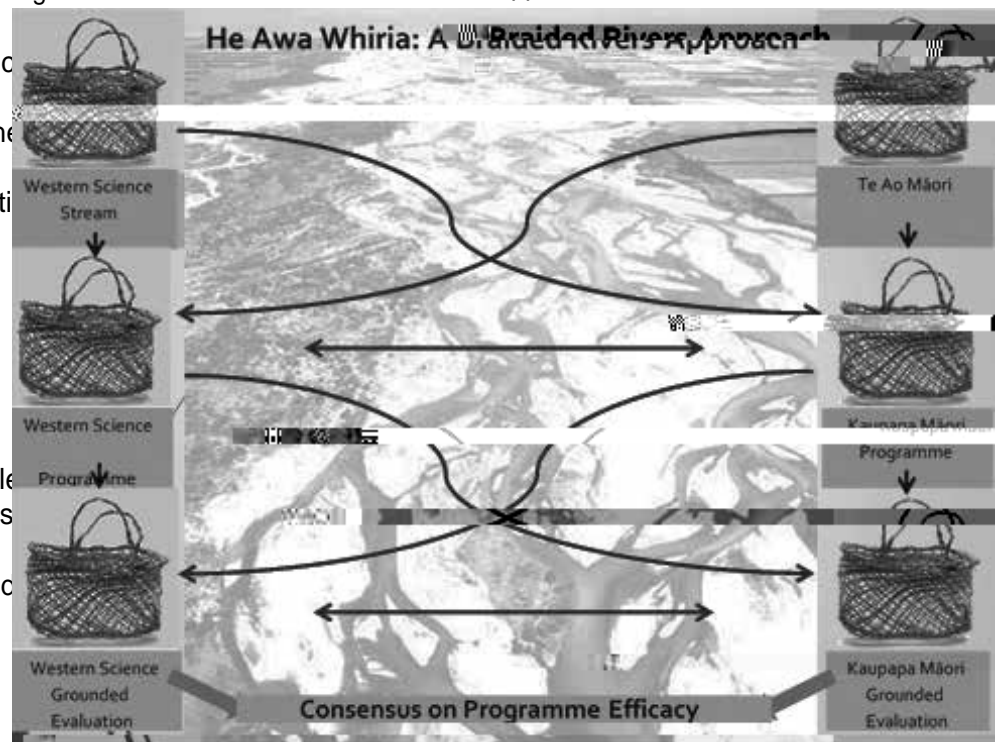 He Awa Whiria: A Braided Rivers Approach
Western Science
Stream
Te Ao Māori
Western Science
Programme
Kaupapa Māori
Programme
Western Science
Grounded
Evaluation
Kaupapa Māori
Grounded
Evaluation
Consensus on Programme Efficacy